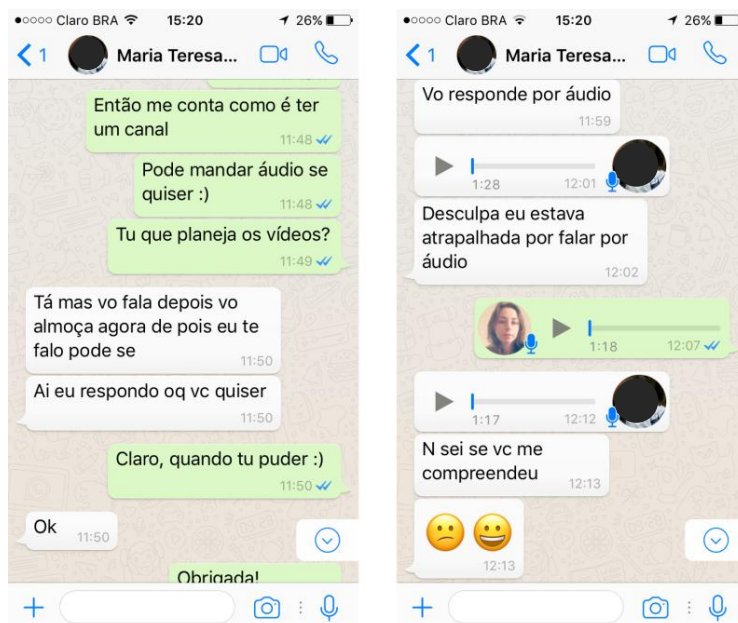 Claro BRA 15:20 26%
1 Maria Teresa...
Então me conta como é ter
um canal
11:48
Pode mandar áudio se
quiser :)
11:48
Tu que planeja os vídeos?
11:49
Tá mas vo fala depois vo
almoça agora de pois eu te
falo pode se
11:50
Ai eu respondo oq vc quiser
11:50
Claro, quando tu puder :)
11:50
Ok
11:50
Obrigada!
Claro BRA 15:20 26%
1 Maria Teresa...
Vo responde por áudio
11:59
1:28 12:01
Desculpa eu estava
atrapalhada por falar por
áudio
12:02
1:18 12:07
1:17 12:12
N sei se vc me
compreendeu
12:13
12:13